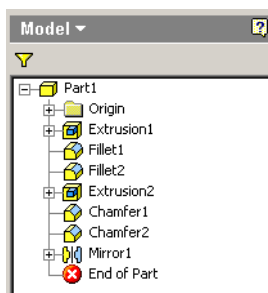 Model
Part1
Origin
Extrusion1
Fillet1
Fillet2
Extrusion2
Chamfer1
Chamfer2
Mirror1
End of Part